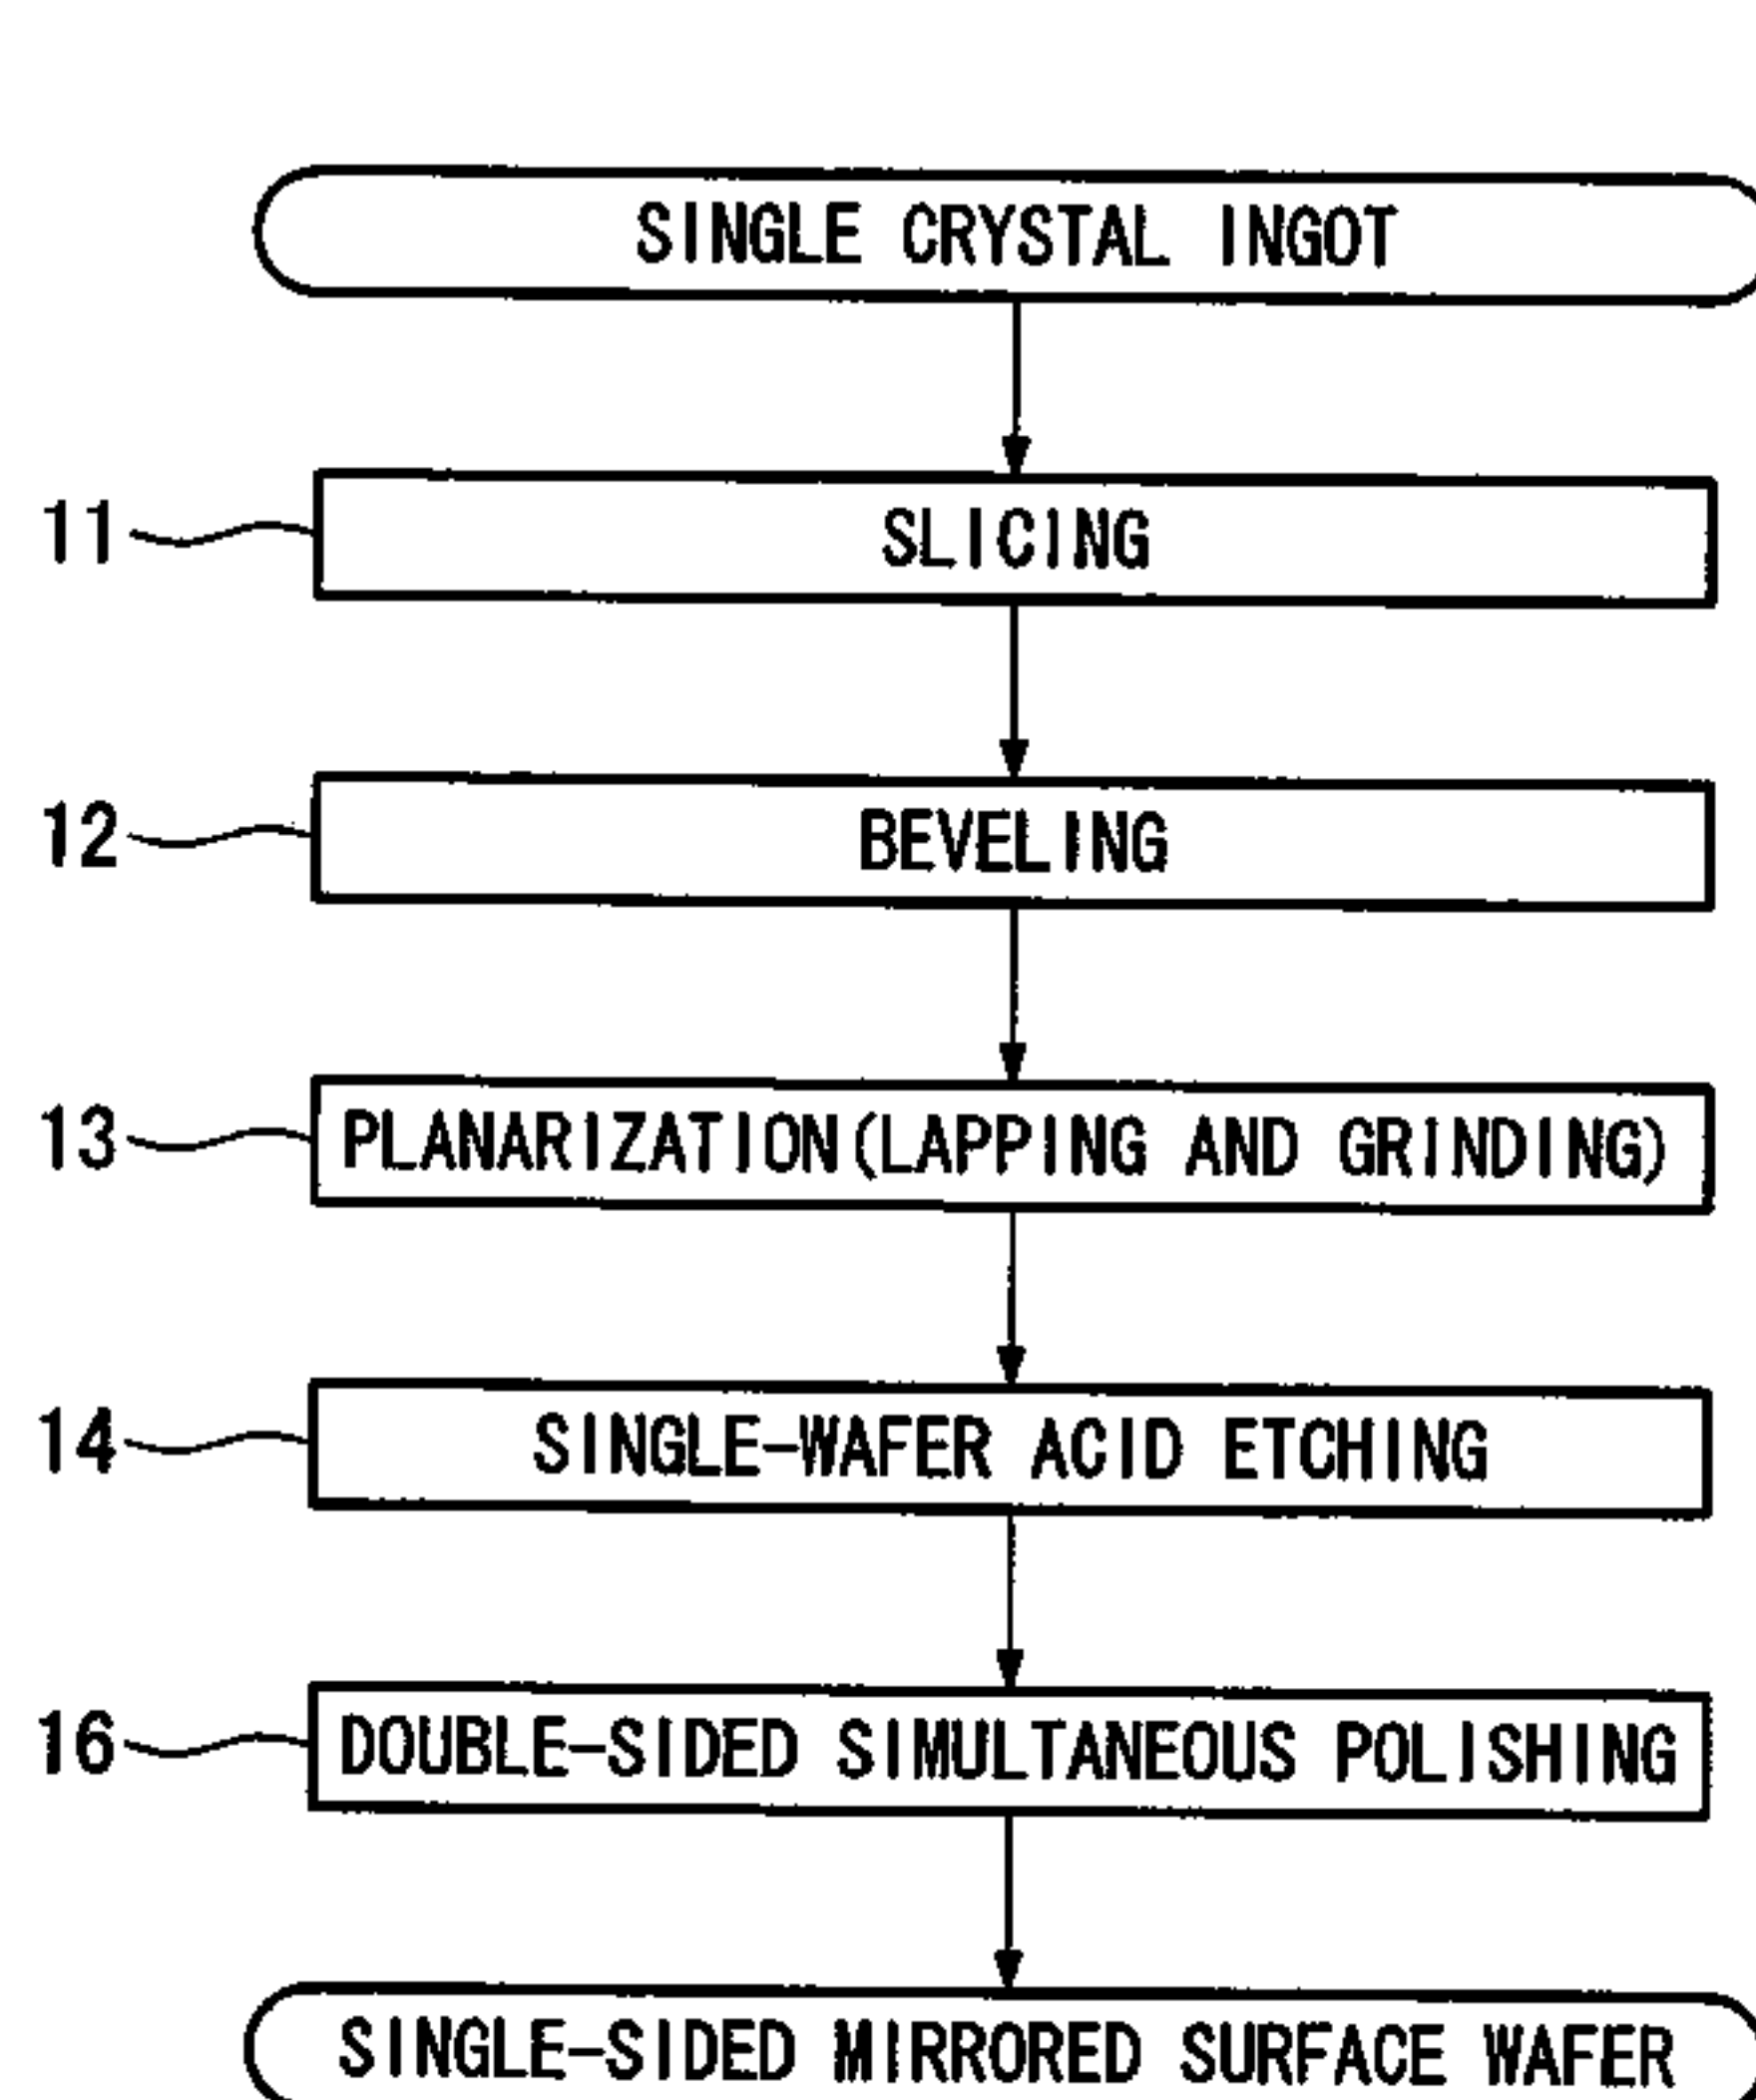 SINGLE CRYSTAL INGOT
11 SLICING
12 BEVELING
13 PLANARIZATION(LAPPING AND GRINDING)
14 SINGLE-WAFER ACID ETCHING
16 DOUBLE-SIDED SIMULTANEOUS POLISHING
SINGLE-SIDED MIRRORED SURFACE WAFER